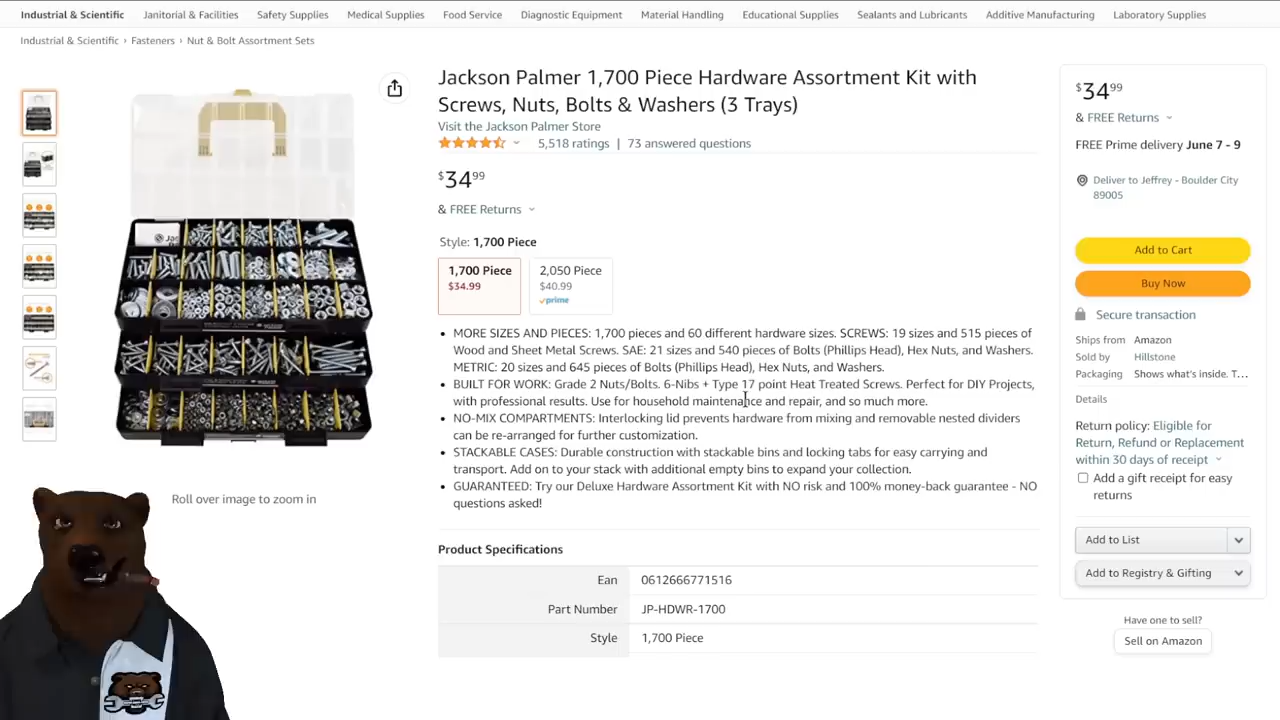 Industrial & Scientific Janitorial & Facilities Safety Supplies Medical Supplies Food Service Diagnostic Equipment Material Handling Educational Supplies Sealants and Lubricants Additive Manufacturing Laboratory Supplies
Industrial & Scientific › Fasteners › Nut & Bolt Assortment Sets
Jackson Palmer 1,700 Piece Hardware Assortment Kit with
Screws, Nuts, Bolts & Washers (3 Trays)
Visit the Jackson Palmer Store
5,518 ratings | 73 answered questions
$34 99
& FREE Returns
Style: 1,700 Piece
1,700 Piece
$34.99
2,050 Piece
$40.99
prime
• MORE SIZES AND PIECES: 1,700 pieces and 60 different hardware sizes. SCREWS: 19 sizes and 515 pieces of
Wood and Sheet Metal Screws. SAE: 21 sizes and 540 pieces of Bolts (Phillips Head), Hex Nuts, and Washers.
METRIC: 20 sizes and 645 pieces of Bolts (Phillips Head), Hex Nuts, and Washers.
• BUILT FOR WORK: Grade 2 Nuts/Bolts. 6-Nibs + Type 17 point Heat Treated Screws. Perfect for DIY Projects,
with professional results. Use for household maintenance and repair, and so much more.
• NO-MIX COMPARTMENTS: Interlocking lid prevents hardware from mixing and removable nested dividers
can be re-arranged for further customization.
• STACKABLE CASES: Durable construction with stackable bins and locking tabs for easy carrying and
transport. Add on to your stack with additional empty bins to expand your collection.
• GUARANTEED: Try our Deluxe Hardware Assortment Kit with NO risk and 100% money-back guarantee - NO
questions asked!
Roll over image to zoom in
Product Specifications
Ean 0612666771516
Part Number JP-HDWR-1700
Style 1,700 Piece
$34 99
& FREE Returns
FREE Prime delivery June 7 - 9
Deliver to Jeffrey - Boulder City
89005
Add to Cart
Buy Now
Secure transaction
Ships from Amazon
Sold by Hillstone
Packaging Shows what's inside. T…
Details
Return policy: Eligible for
Return, Refund or Replacement
within 30 days of receipt
Add a gift receipt for easy
returns
Add to List
Add to Registry & Gifting
Have one to sell?
Sell on Amazon